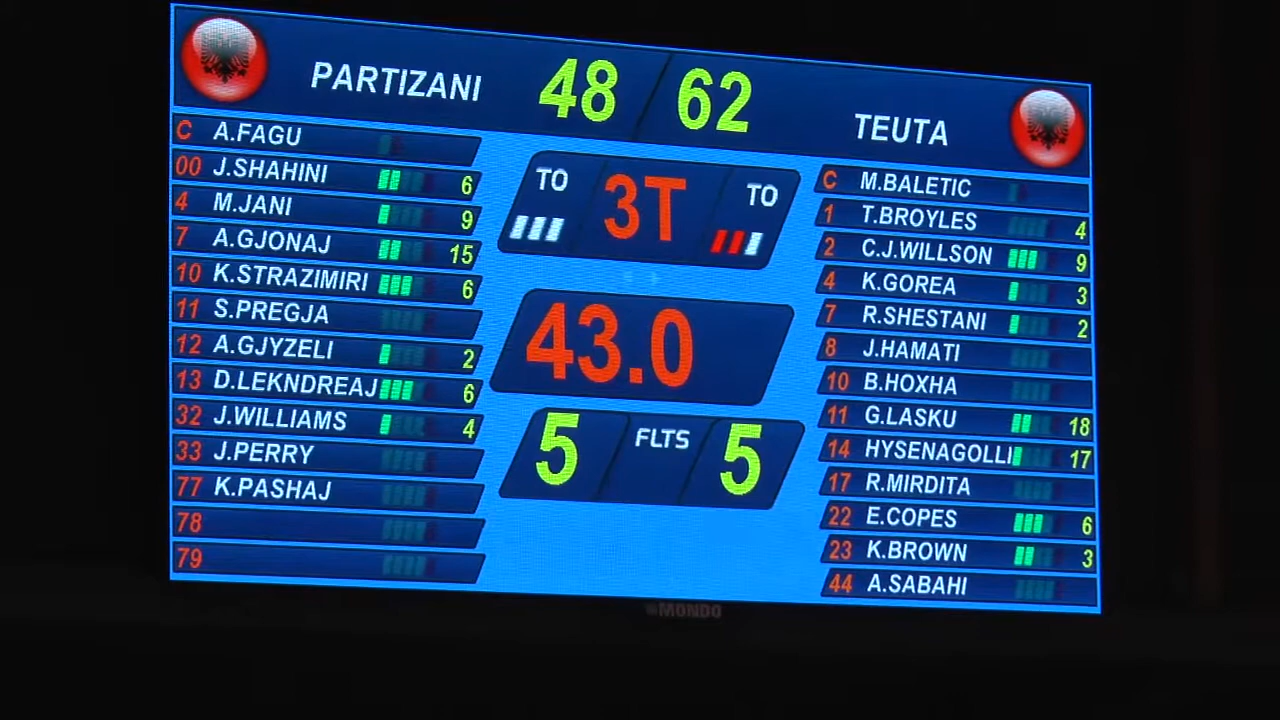 PARTIZANI 48 62 TEUTA
C A.FAGU
00 J.SHAHINI 6
4 M.JANI 9
7 A.GJONAJ 15
10 K.STRAZIMIRI 6
11 S.PREGJA
12 A.GJYZELI 2
13 D.LEKNDREAJ 6
32 J.WILLIAMS 4
33 J.PERRY
77 K.PASHAJ
78
79
TO 3T TO
43.0
5 FLTS 5
C M.BALETIC
1 T.BROYLES 4
2 C.J.WILLSON 9
4 K.GOREA 3
7 R.SHESTANI 2
8 J.HAMATI
10 B.HOXHA
11 G.LASKU 18
14 HYSENAGOLLI 17
17 R.MIRDITA
22 E.COPES 6
23 K.BROWN 3
44 A.SABAHI
MONDO